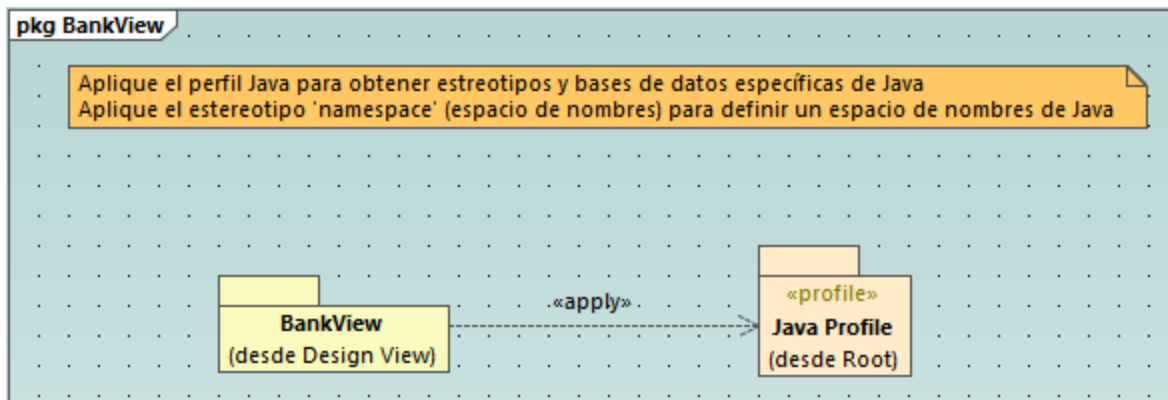 pkg BankView
Aplique el perfil Java para obtener estreotipos y bases de datos específicas de Java
Aplique el estereotipo 'namespace' (espacio de nombres) para definir un espacio de nombres de Java
«apply»
BankView
(desde Design View)
«profile»
Java Profile
(desde Root)